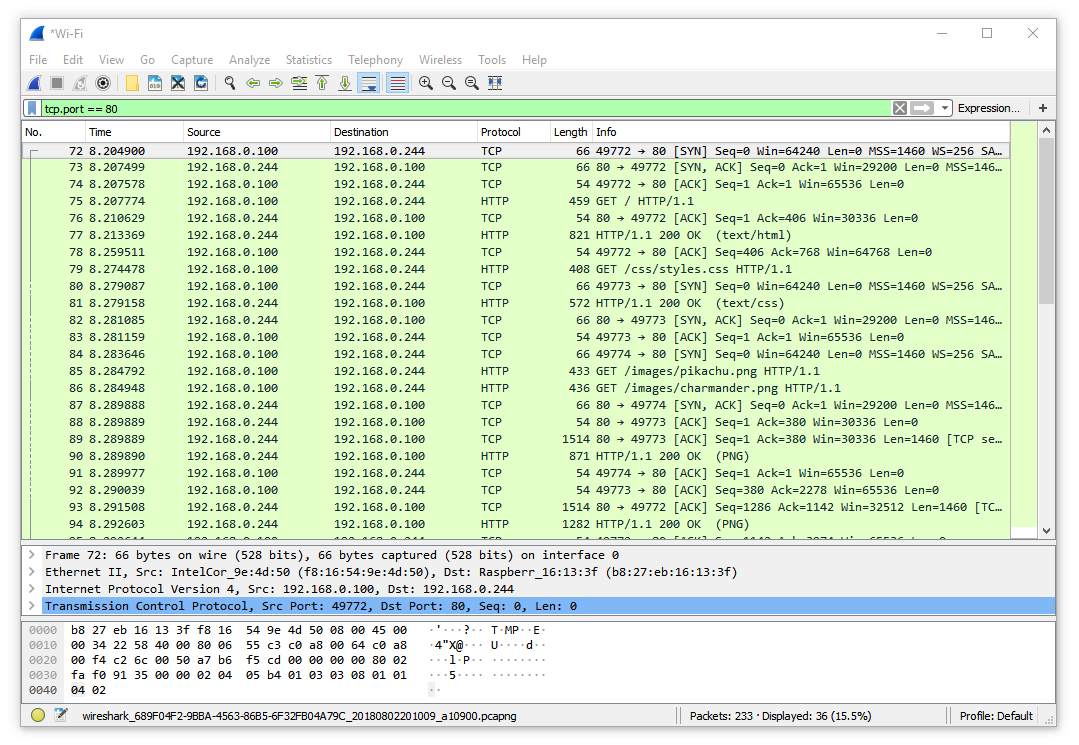 *Wi-Fi
File Edit View Go Capture Analyze Statistics Telephony Wireless Tools Help
tcp.port == 80 Expression... +
No. Time Source Destination Protocol Length Info
72 8.204900 192.168.0.100 192.168.0.244 TCP 66 49772 → 80 [SYN] Seq=0 Win=64240 Len=0 MSS=1460 WS=256 SA...
73 8.207499 192.168.0.244 192.168.0.100 TCP 66 80 → 49772 [SYN, ACK] Seq=0 Ack=1 Win=29200 Len=0 MSS=146...
74 8.207578 192.168.0.100 192.168.0.244 TCP 54 49772 → 80 [ACK] Seq=1 Ack=1 Win=65536 Len=0
75 8.207774 192.168.0.100 192.168.0.244 HTTP 459 GET / HTTP/1.1
76 8.210629 192.168.0.244 192.168.0.100 TCP 54 80 → 49772 [ACK] Seq=1 Ack=406 Win=30336 Len=0
77 8.213369 192.168.0.244 192.168.0.100 HTTP 821 HTTP/1.1 200 OK (text/html)
78 8.259511 192.168.0.100 192.168.0.244 TCP 54 49772 → 80 [ACK] Seq=406 Ack=768 Win=64768 Len=0
79 8.274478 192.168.0.100 192.168.0.244 HTTP 408 GET /css/styles.css HTTP/1.1
80 8.279087 192.168.0.100 192.168.0.244 TCP 66 49773 → 80 [SYN] Seq=0 Win=64240 Len=0 MSS=1460 WS=256 SA...
81 8.279158 192.168.0.244 192.168.0.100 HTTP 572 HTTP/1.1 200 OK (text/css)
82 8.281085 192.168.0.244 192.168.0.100 TCP 66 80 → 49773 [SYN, ACK] Seq=0 Ack=1 Win=29200 Len=0 MSS=146...
83 8.281159 192.168.0.100 192.168.0.244 TCP 54 49773 → 80 [ACK] Seq=1 Ack=1 Win=65536 Len=0
84 8.283646 192.168.0.100 192.168.0.244 TCP 66 49774 → 80 [SYN] Seq=0 Win=64240 Len=0 MSS=1460 WS=256 SA...
85 8.284792 192.168.0.100 192.168.0.244 HTTP 433 GET /images/pikachu.png HTTP/1.1
86 8.284948 192.168.0.100 192.168.0.244 HTTP 436 GET /images/charmander.png HTTP/1.1
87 8.289888 192.168.0.244 192.168.0.100 TCP 66 80 → 49774 [SYN, ACK] Seq=0 Ack=1 Win=29200 Len=0 MSS=146...
88 8.289889 192.168.0.244 192.168.0.100 TCP 54 80 → 49773 [ACK] Seq=1 Ack=380 Win=30336 Len=0
89 8.289889 192.168.0.244 192.168.0.100 TCP 1514 80 → 49773 [ACK] Seq=1 Ack=380 Win=30336 Len=1460 [TCP se...
90 8.289890 192.168.0.244 192.168.0.100 HTTP 871 HTTP/1.1 200 OK (PNG)
91 8.289977 192.168.0.100 192.168.0.244 TCP 54 49774 → 80 [ACK] Seq=1 Ack=1 Win=65536 Len=0
92 8.290039 192.168.0.100 192.168.0.244 TCP 54 49773 → 80 [ACK] Seq=380 Ack=2278 Win=65536 Len=0
93 8.291508 192.168.0.244 192.168.0.100 TCP 1514 80 → 49772 [ACK] Seq=1286 Ack=1142 Win=32512 Len=1460 [TC...
94 8.292603 192.168.0.244 192.168.0.100 HTTP 1282 HTTP/1.1 200 OK (PNG)
Frame 72: 66 bytes on wire (528 bits), 66 bytes captured (528 bits) on interface 0
Ethernet II, Src: IntelCor_9e:4d:50 (f8:16:54:9e:4d:50), Dst: Raspberr_16:13:3f (b8:27:eb:16:13:3f)
Internet Protocol Version 4, Src: 192.168.0.100, Dst: 192.168.0.244
Transmission Control Protocol, Src Port: 49772, Dst Port: 80, Seq: 0, Len: 0
0000 b8 27 eb 16 13 3f f8 16 54 9e 4d 50 08 00 45 00 ·'···?·· T·MP··E·
0010 00 34 22 58 40 00 80 06 55 c3 c0 a8 00 64 c0 a8 ·4"X@··· U····d··
0020 00 f4 c2 6c 00 50 a7 b6 f5 cd 00 00 00 00 80 02 ···l·P·· ········
0030 fa f0 91 35 00 00 02 04 05 b4 01 03 03 08 01 01 ···5···· ········
0040 04 02 ··
wireshark_689F04F2-9BBA-4563-86B5-6F32FB04A79C_20180802201009_a10900.pcapng Packets: 233 · Displayed: 36 (15.5%) Profile: Default